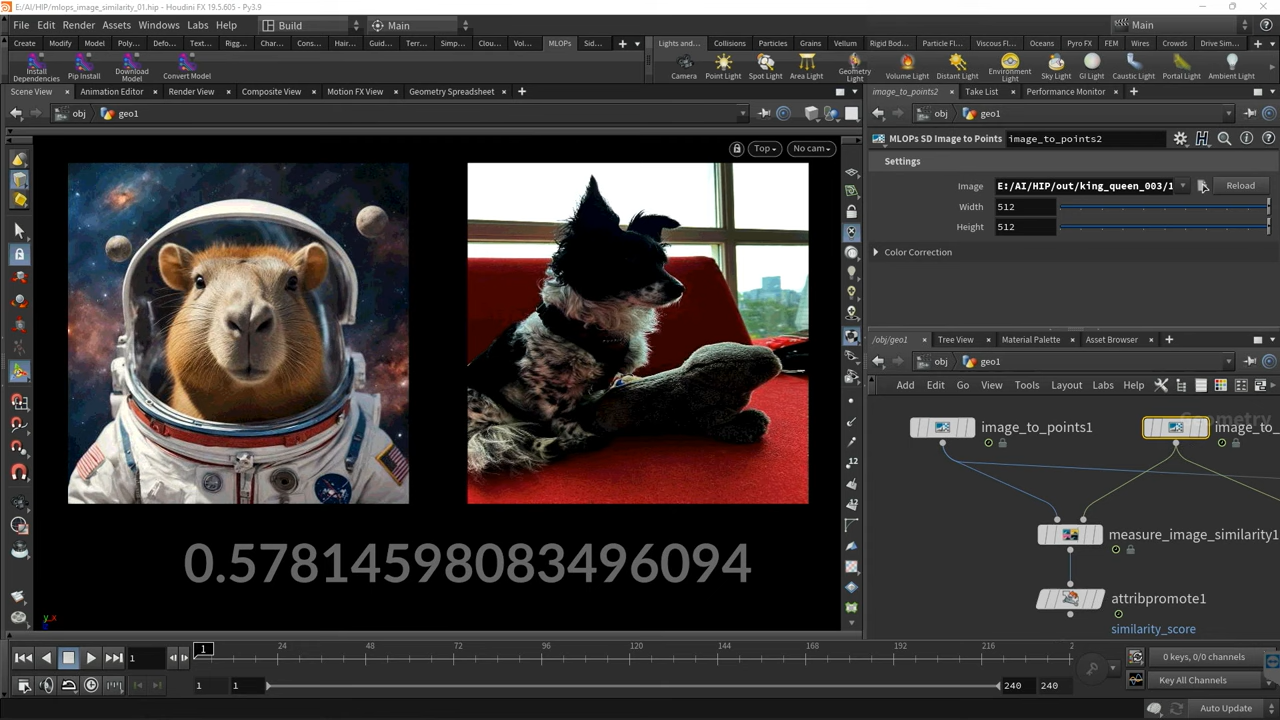 E:/AI/HIP/mlops_image_similarity_01.hip - Houdini FX 19.5.605 - Py3.9
File Edit Render Assets Windows Labs Help Build Main Main
Create Modify Model Poly... Defo... Text... Rigg... Char... Cons... Hair... Guid... Terr... Simp... Clou... Vol... MLOPs Sid...
Lights and... Collisions Particles Grains Vellum Rigid Bod... Particle Fl... Viscous Fl... Oceans Pyro FX FEM Wires Crowds Drive Sim...
Install Dependencies Pip Install Download Model Convert Model
Camera Point Light Spot Light Area Light Geometry Light Volume Light Distant Light Environment Light Sky Light GI Light Caustic Light Portal Light Ambient Light
Scene View Animation Editor Render View Composite View Motion FX View Geometry Spreadsheet
image_to_points2 Take List Performance Monitor
obj geo1
obj geo1
Top No cam
MLOPs SD Image to Points image_to_points2
Settings
Image E:/AI/HIP/out/king_queen_003/1 Reload
Width 512
Height 512
Color Correction
/obj/geo1 Tree View Material Palette Asset Browser
obj geo1
Add Edit Go View Tools Layout Labs Help
Geometry
image_to_points1
image_to_
measure_image_similarity1
attribpromote1
similarity_score
0.57814598083496094
y x
1 1 24 48 72 96 120 144 168 192 216 2
1 1 240 240
0 keys, 0/0 channels
Key All Channels
Auto Update